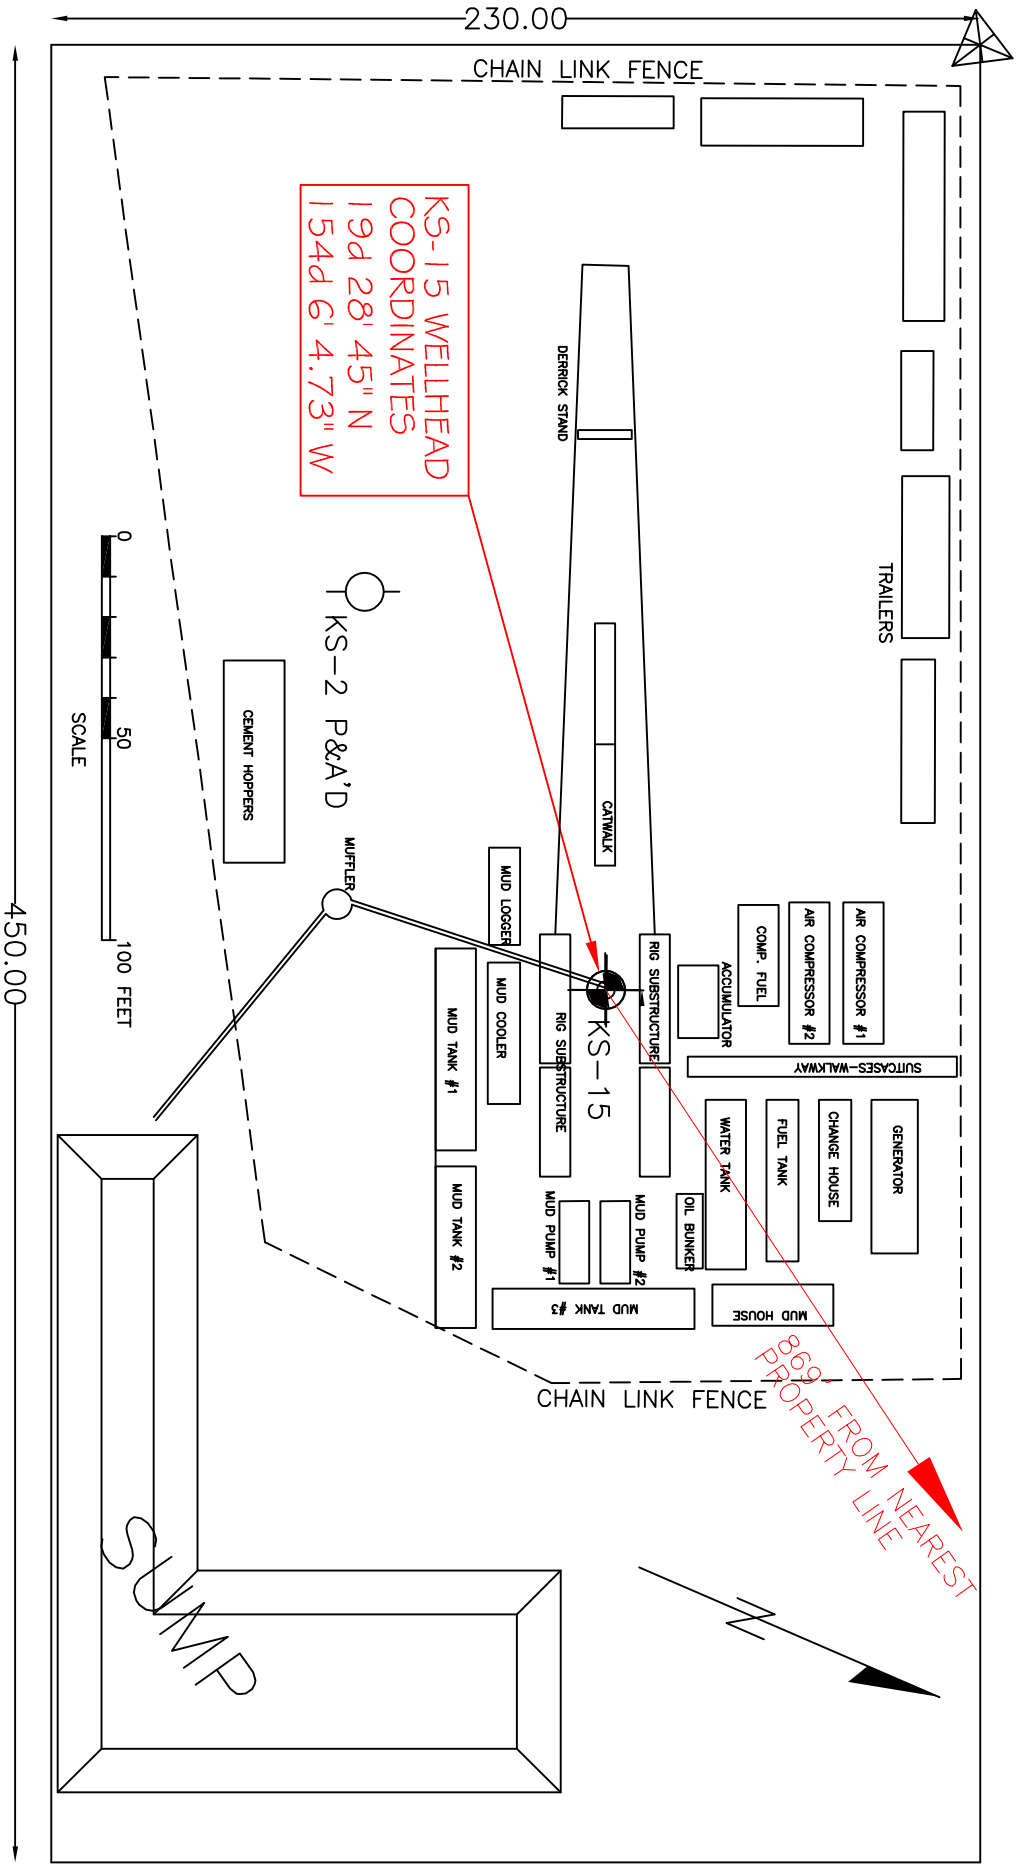 230.00
CHAIN LINK FENCE
KS-15 WELLHEAD
COORDINATES
19d 28' 45" N
154d 6' 4.73" W
DERRICK STAND
TRAILERS
0
50
100 FEET
SCALE
KS-2 P&A'D
CEMENT HOPPERS
MUFFLER
CATWALK
MUD LOGGER
MUD COOLER
MUD TANK #1
MUD TANK #2
RIG SUBSTRUCTURE
RIG SUBSTRUCTURE
KS-15
ACCUMULATOR
COMP. FUEL
AIR COMPRESSOR #2
AIR COMPRESSOR #1
SUITCASES-WALKWAY
WATER TANK
FUEL TANK
CHANGE HOUSE
GENERATOR
OIL BUNKER
MUD PUMP #1
MUD PUMP #2
MUD TANK #3
MUD HOUSE
CHAIN LINK FENCE
869' FROM NEAREST
PROPERTY LINE
N
SUMP
450.00